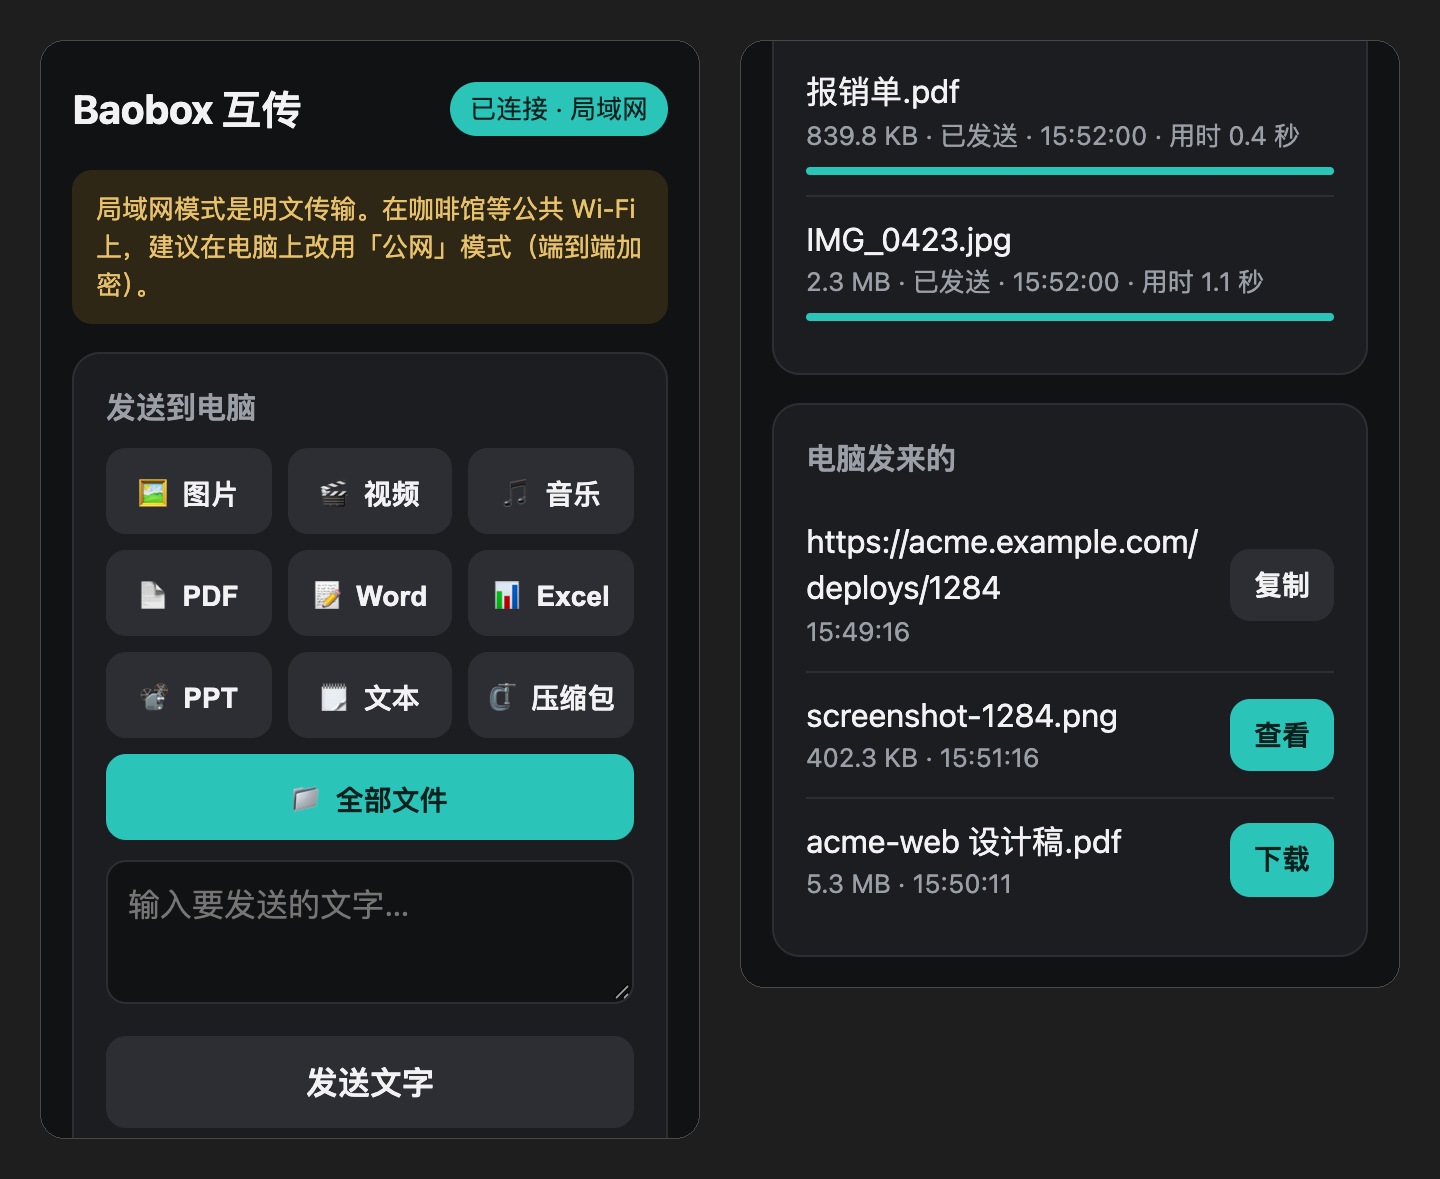 Baobox 互传
已连接 · 局域网
局域网模式是明文传输。在咖啡馆等公共 Wi-Fi
上，建议在电脑上改用「公网」模式（端到端加
密）。
发送到电脑
图片
视频
音乐
PDF
Word
Excel
PPT
文本
压缩包
全部文件
输入要发送的文字...
发送文字
报销单.pdf
839.8 KB · 已发送 · 15:52:00 · 用时 0.4 秒
IMG_0423.jpg
2.3 MB · 已发送 · 15:52:00 · 用时 1.1 秒
电脑发来的
https://acme.example.com/
deploys/1284
15:49:16
复制
screenshot-1284.png
402.3 KB · 15:51:16
查看
acme-web 设计稿.pdf
5.3 MB · 15:50:11
下载